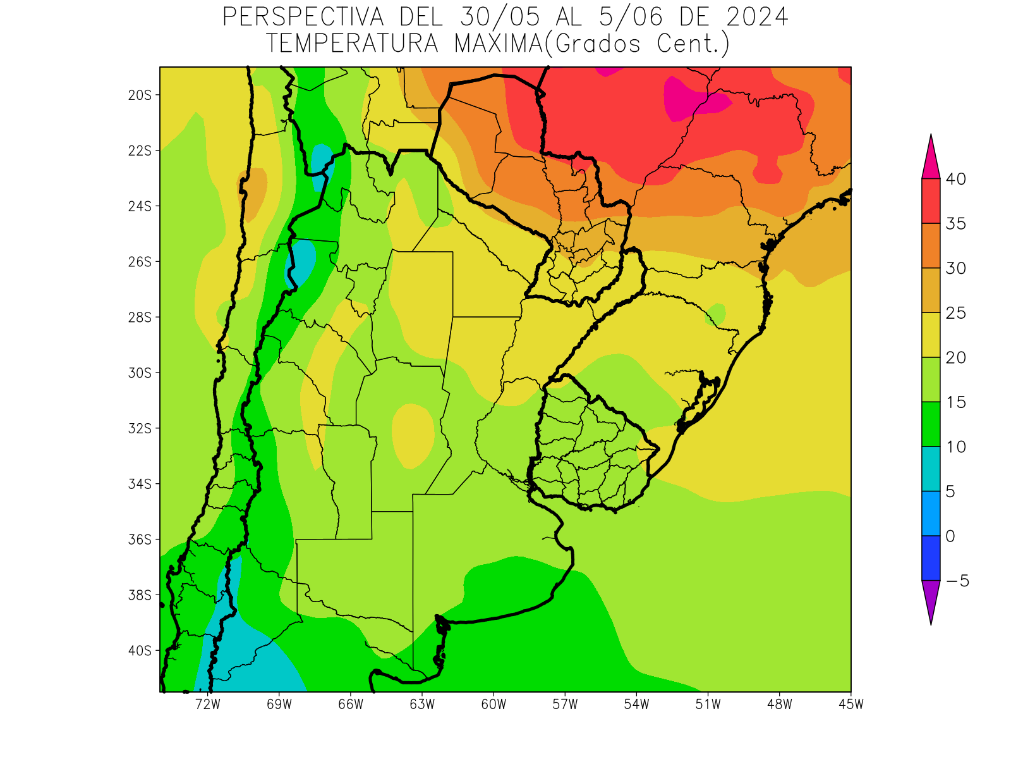 PERSPECTIVA DEL 30/05 AL 5/06 DE 2024
TEMPERATURA MAXIMA(Grados Cent.)
20S
22S
24S
26S
28S
30S
32S
34S
36S
38S
40S
72W 69W 66W 63W 60W 57W 54W 51W 48W 45W
40
35
30
25
20
15
10
5
0
−5